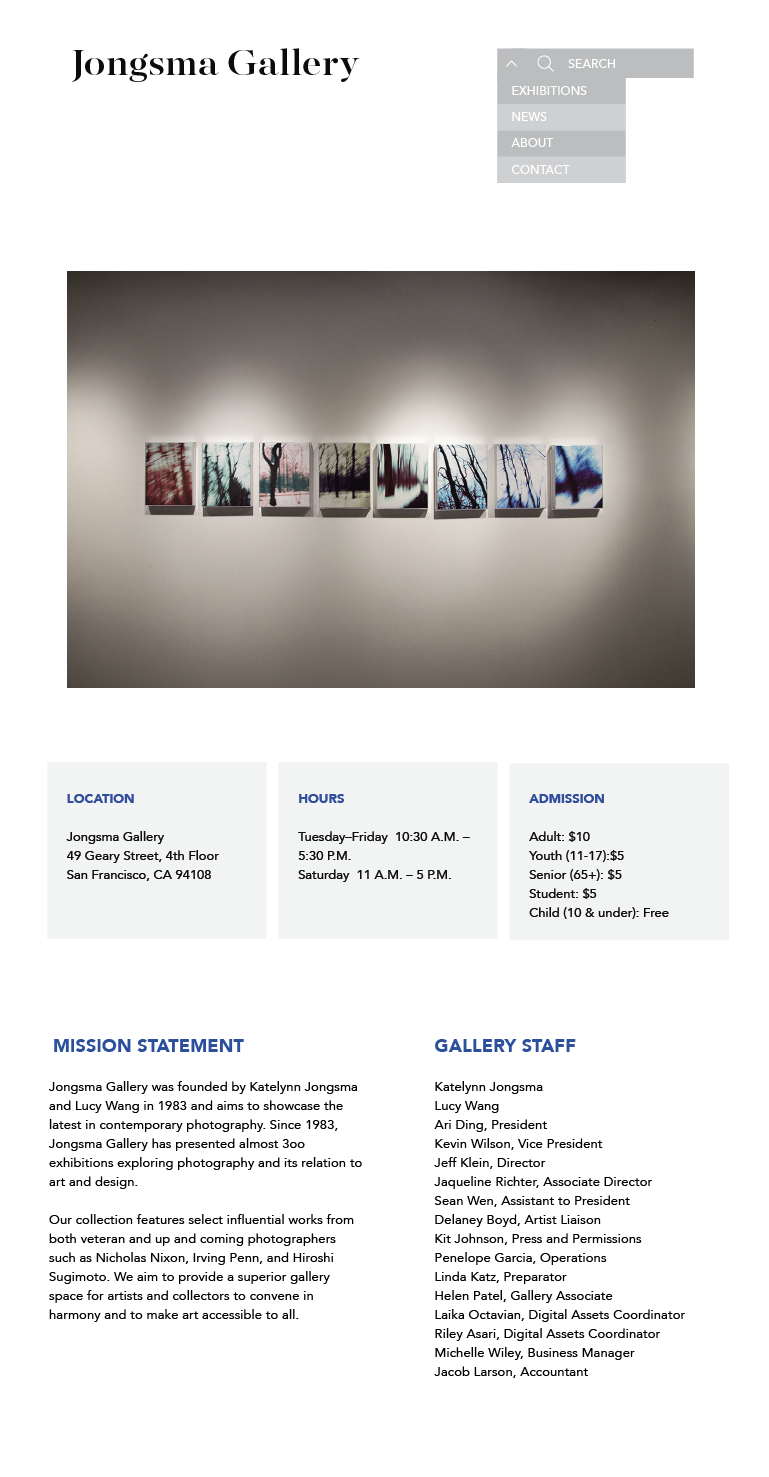 Jongsma Gallery
SEARCH
EXHIBITIONS
NEWS
ABOUT
CONTACT
LOCATION
Jongsma Gallery
49 Geary Street, 4th Floor
San Francisco, CA 94108
HOURS
Tuesday–Friday  10:30 A.M. –
5:30 P.M.
Saturday  11 A.M. – 5 P.M.
ADMISSION
Adult: $10
Youth (11-17):$5
Senior (65+): $5
Student: $5
Child (10 & under): Free
MISSION STATEMENT
Jongsma Gallery was founded by Katelynn Jongsma
and Lucy Wang in 1983 and aims to showcase the
latest in contemporary photography. Since 1983,
Jongsma Gallery has presented almost 3oo
exhibitions exploring photography and its relation to
art and design.
Our collection features select influential works from
both veteran and up and coming photographers
such as Nicholas Nixon, Irving Penn, and Hiroshi
Sugimoto. We aim to provide a superior gallery
space for artists and collectors to convene in
harmony and to make art accessible to all.
GALLERY STAFF
Katelynn Jongsma
Lucy Wang
Ari Ding, President
Kevin Wilson, Vice President
Jeff Klein, Director
Jaqueline Richter, Associate Director
Sean Wen, Assistant to President
Delaney Boyd, Artist Liaison
Kit Johnson, Press and Permissions
Penelope Garcia, Operations
Linda Katz, Preparator
Helen Patel, Gallery Associate
Laika Octavian, Digital Assets Coordinator
Riley Asari, Digital Assets Coordinator
Michelle Wiley, Business Manager
Jacob Larson, Accountant